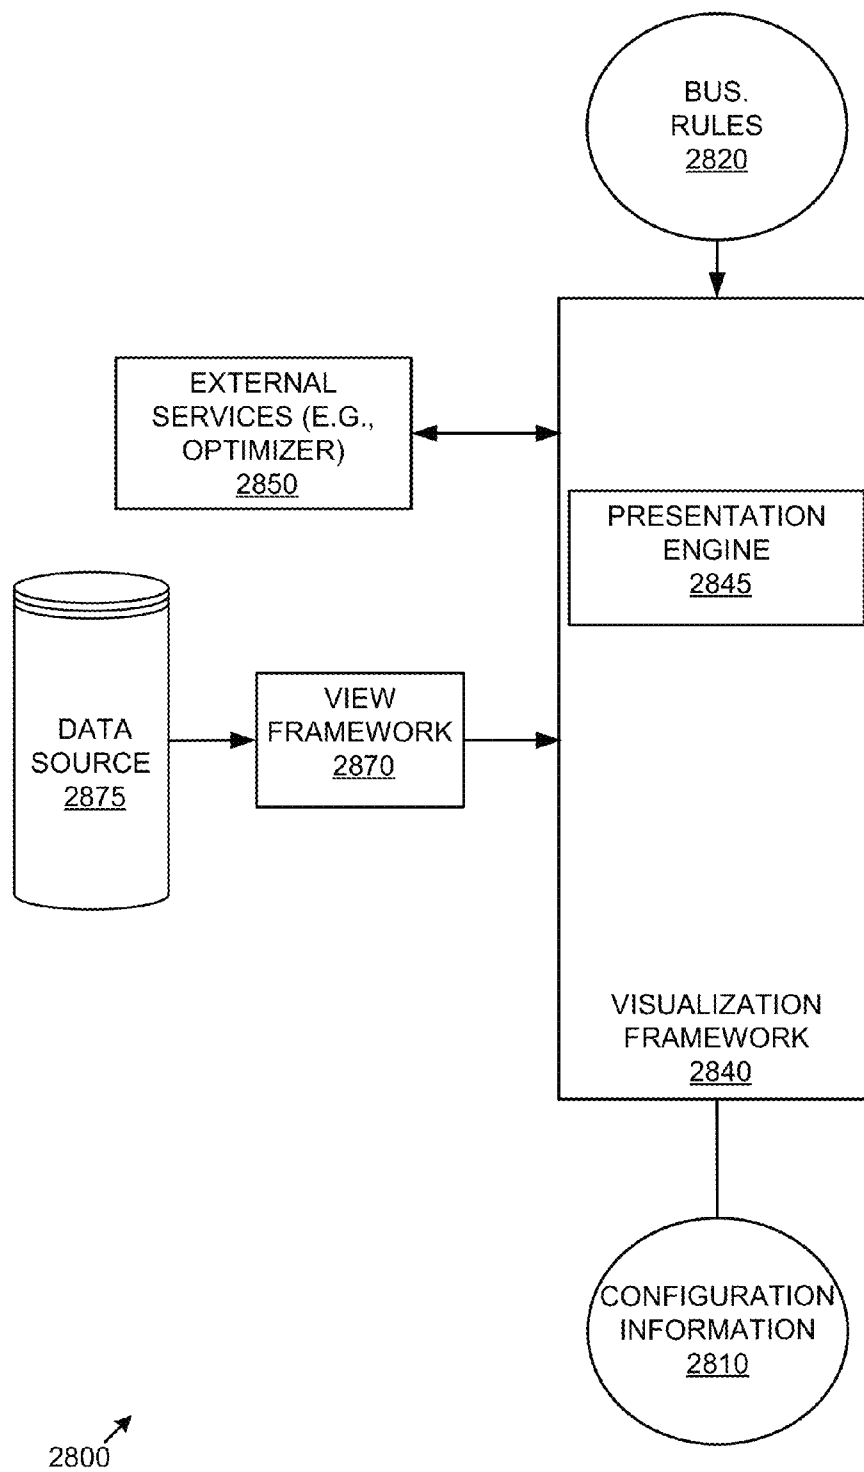 BUS.
RULES
2820
EXTERNAL
SERVICES (E.G.,
OPTIMIZER)
2850
PRESENTATION
ENGINE
2845
DATA
SOURCE
2875
VIEW
FRAMEWORK
2870
VISUALIZATION
FRAMEWORK
2840
CONFIGURATION
INFORMATION
2810
2800